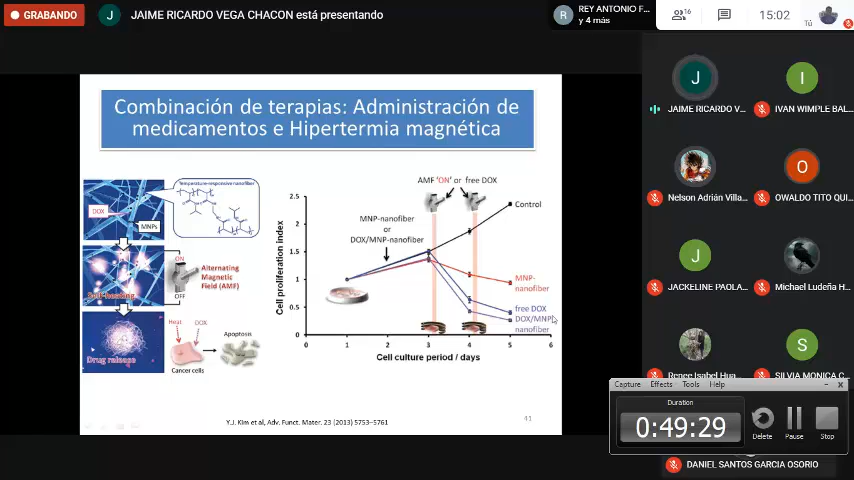 GRABANDO
J JAIME RICARDO VEGA CHACON está presentando
R REY ANTONIO F...
y 4 más
16
15:02
Tú
Combinación de terapias: Administración de
medicamentos e Hipertermia magnética
Temperature-responsive nanofiber
DOX
MNPs
Self-heating
ON
OFF
Alternating
Magnetic
Field (AMF)
Drug release
Heat
DOX
Apoptosis
Cancer cells
AMF 'ON' or free DOX
MNP-nanofiber
or
DOX/MNP-nanofiber
Control
MNP-
nanofiber
free DOX
DOX/MNP-
nanofiber
Cell proliferation index
2.5
2
1.5
1
0.5
0
0
1
2
3
4
5
6
Cell culture period / days
Y.J. Kim et al, Adv. Funct. Mater. 23 (2013) 5753–5761
41
J
JAIME RICARDO V...
I
IVAN WIMPLE BAL...
Nelson Adrián Villa...
O
OWALDO TITO QUI...
J
JACKELINE PAOLA...
Michael Ludeña H...
Renee Isabel Hua...
S
SILVIA MONICA C...
Capture Effects Tools Help
Duration
0:49:29
Delete Pause Stop
DANIEL SANTOS GARCIA OSORIO